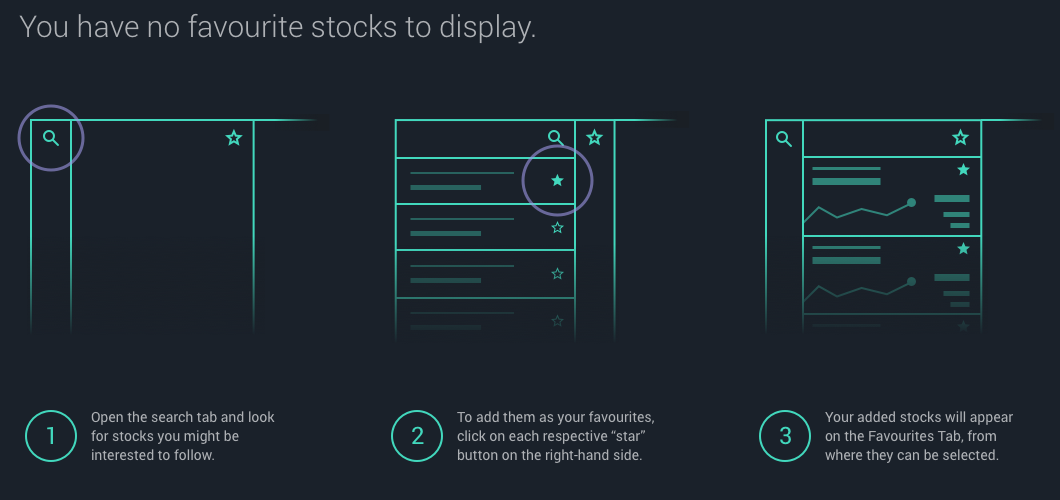 You have no favourite stocks to display.
1
Open the search tab and look
for stocks you might be
interested to follow.
2
To add them as your favourites,
click on each respective “star”
button on the right-hand side.
3
Your added stocks will appear
on the Favourites Tab, from
where they can be selected.